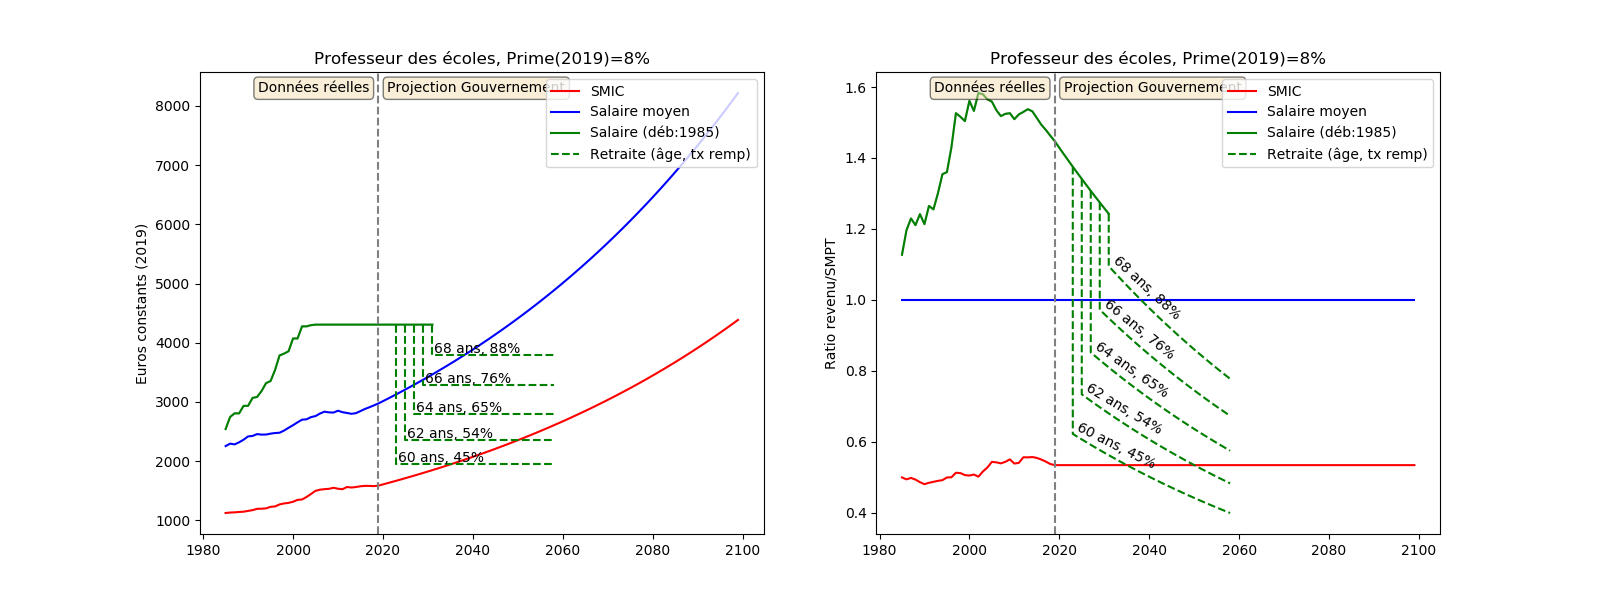 Professeur des écoles, Prime(2019)=8%
Données réelles
Projection Gouvernement
SMIC
Salaire moyen
Salaire (déb:1985)
Retraite (âge, tx remp)
Euros constants (2019)
8000
7000
6000
5000
4000
3000
2000
1000
68 ans, 88%
66 ans, 76%
64 ans, 65%
62 ans, 54%
60 ans, 45%
1980 2000 2020 2040 2060 2080 2100
Professeur des écoles, Prime(2019)=8%
Données réelles
Projection Gouvernement
SMIC
Salaire moyen
Salaire (déb:1985)
Retraite (âge, tx remp)
Ratio revenu/SMPT
1.6
1.4
1.2
1.0
0.8
0.6
0.4
68 ans, 88%
66 ans, 76%
64 ans, 65%
62 ans, 54%
60 ans, 45%
1980 2000 2020 2040 2060 2080 2100